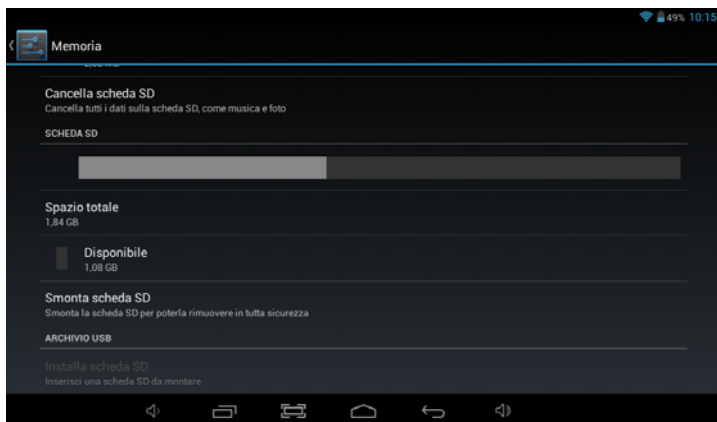 49% 10:15
Memoria
Cancella scheda SD
Cancella tutti i dati sulla scheda SD, come musica e foto
SCHEDA SD
Spazio totale
1,84 GB
Disponibile
1,08 GB
Smonta scheda SD
Smonta la scheda SD per poterla rimuovere in tutta sicurezza
ARCHIVIO USB
Installa scheda SD
Inserisci una scheda SD da montare